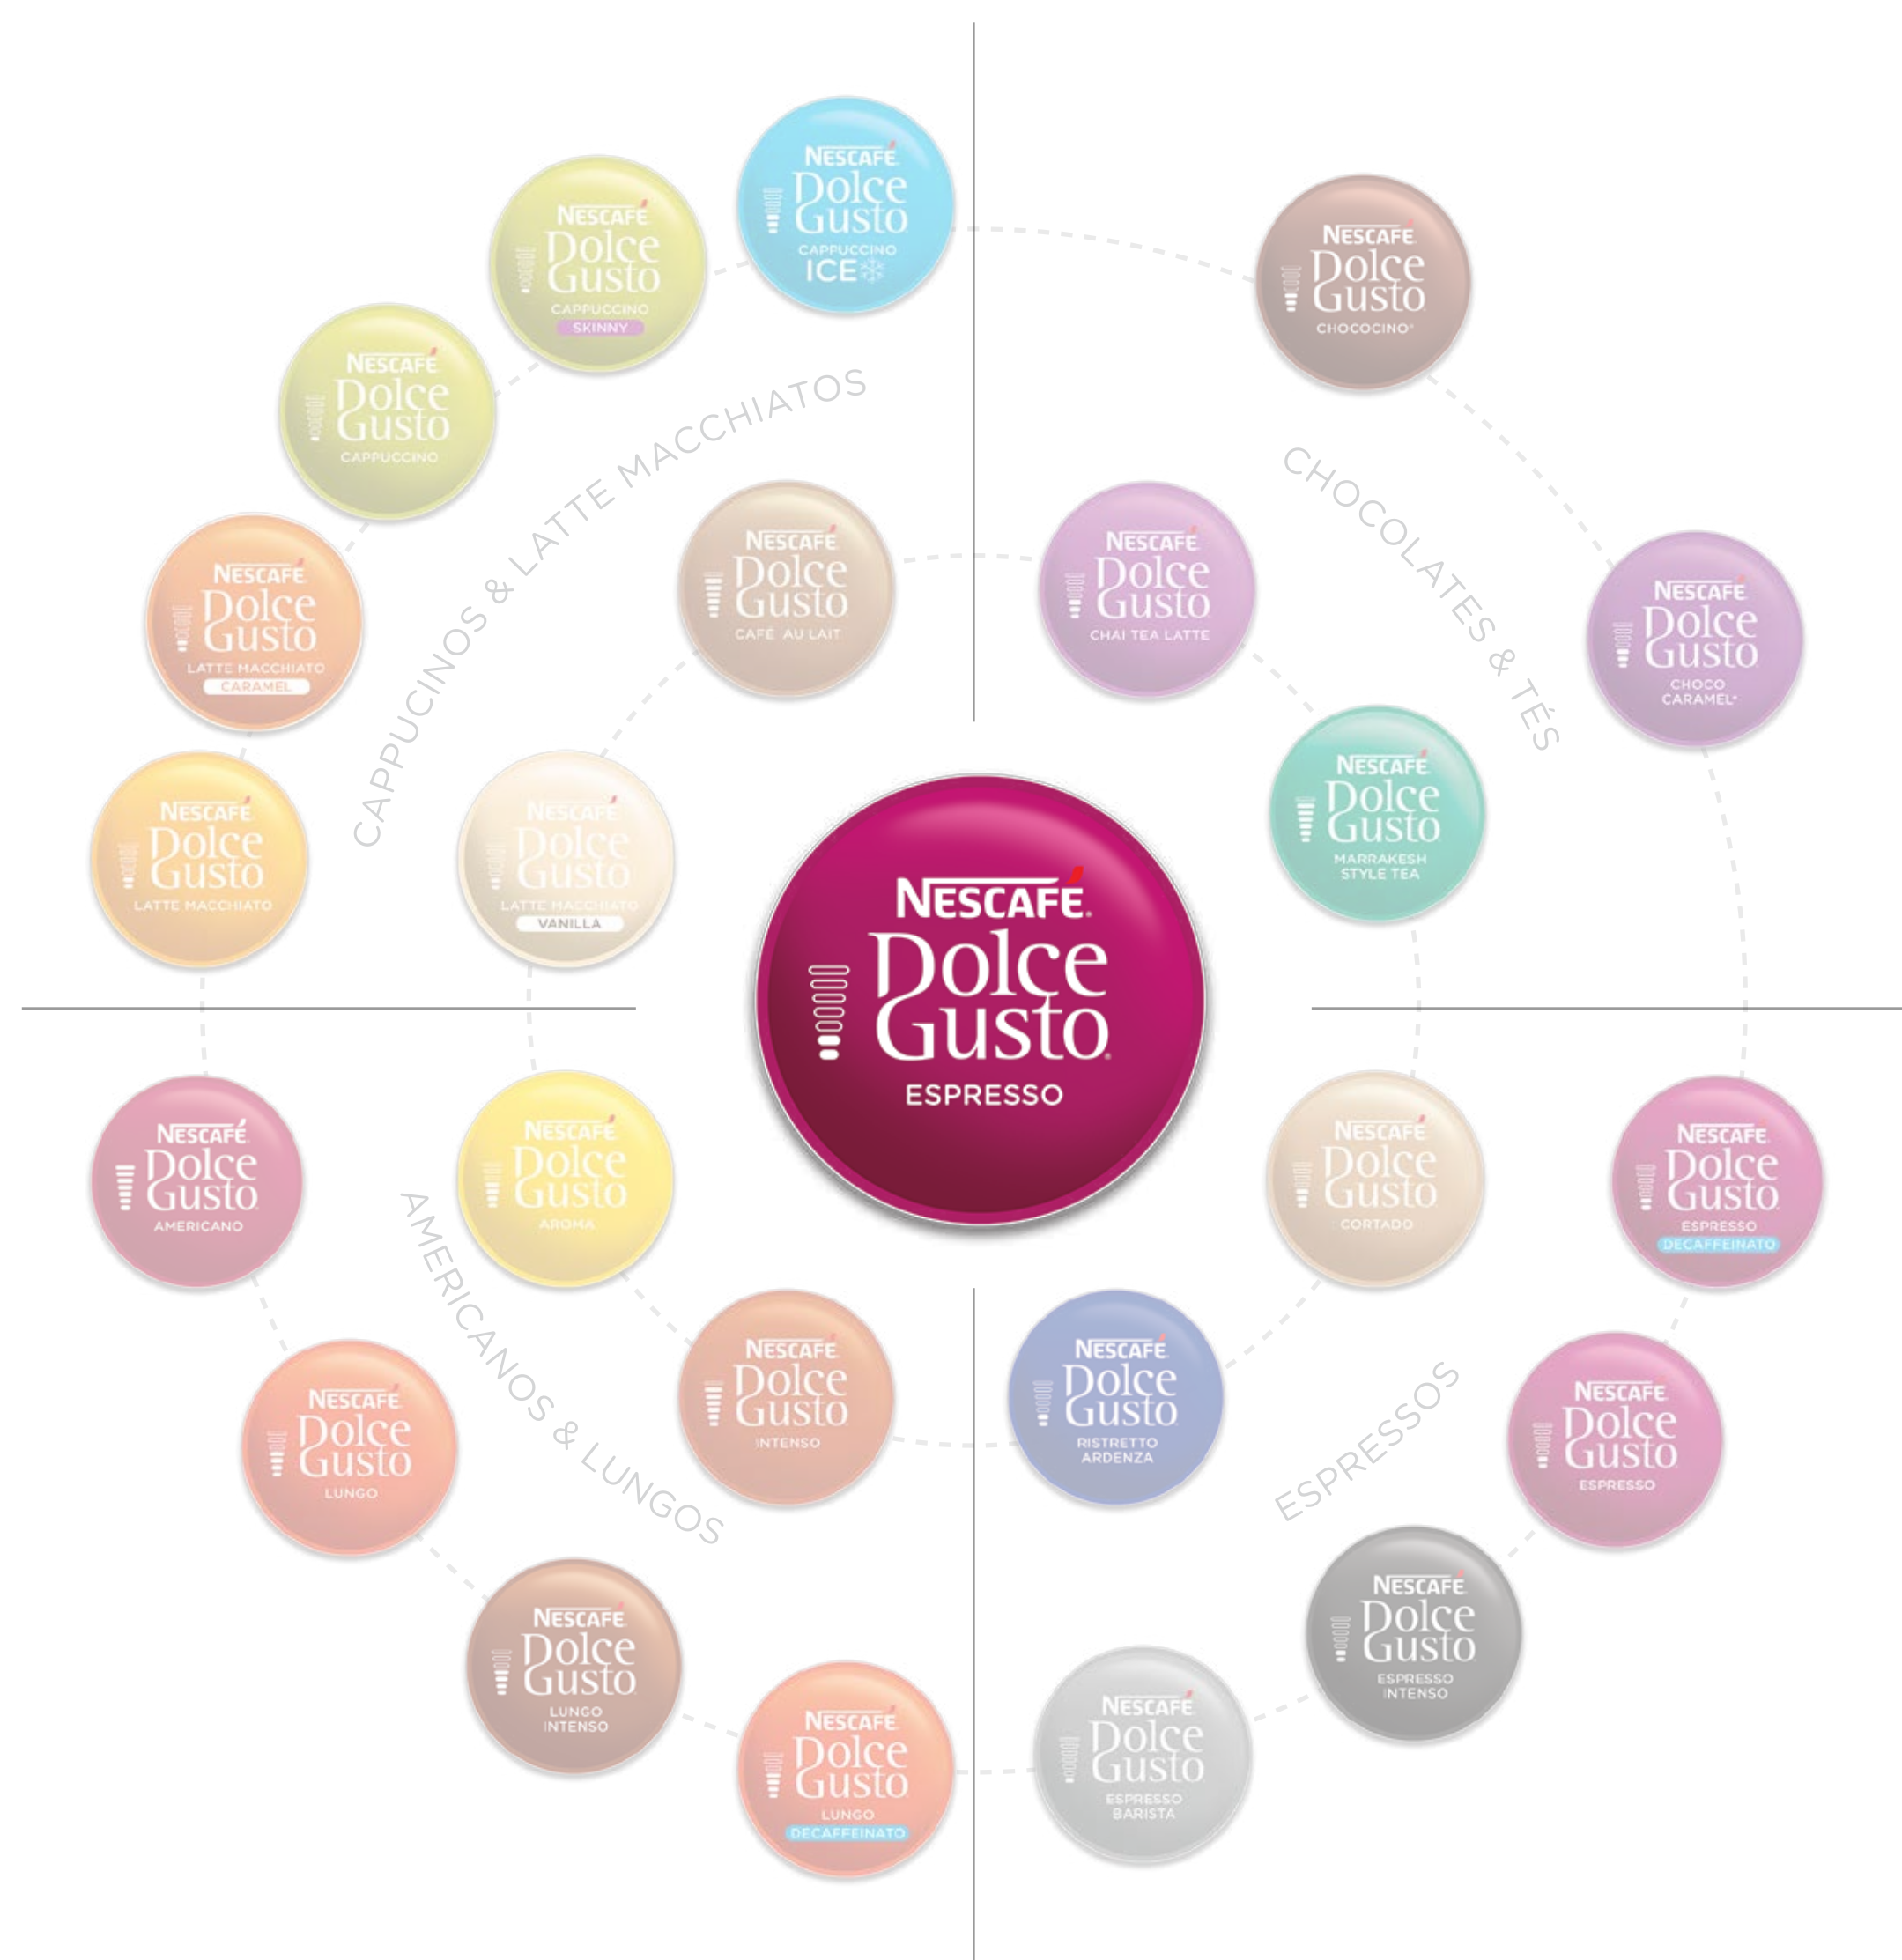 NESCAFÉ
Dolce
Gusto
CAPPUCCINO
ICE
NESCAFÉ
Dolce
Gusto
CAPPUCCINO
SKINNY
NESCAFÉ
Dolce
Gusto
CAPPUCCINO
NESCAFÉ
Dolce
Gusto
LATTE MACCHIATO
CARAMEL
NESCAFÉ
Dolce
Gusto
LATTE MACCHIATO
CAPPUCINOS & LATTE MACCHIATOS
NESCAFÉ
Dolce
Gusto
CAFÉ AU LAIT
NESCAFÉ
Dolce
Gusto
LATTE MACCHIATO
VANILLA
NESCAFÉ
Dolce
Gusto
CHOCOCINO*
NESCAFÉ
Dolce
Gusto
CHOCO
CARAMEL*
CHOCOLATES & TÉS
NESCAFÉ
Dolce
Gusto
CHAI TEA LATTE
NESCAFÉ
Dolce
Gusto
MARRAKESH
STYLE TEA
NESCAFÉ®
Dolce
Gusto®
ESPRESSO
NESCAFÉ
Dolce
Gusto
AMERICANO
NESCAFÉ
Dolce
Gusto
AROMA
AMERICANOS & LUNGOS
NESCAFÉ
Dolce
Gusto
INTENSO
NESCAFÉ
Dolce
Gusto
LUNGO
NESCAFÉ
Dolce
Gusto
LUNGO
INTENSO
NESCAFÉ
Dolce
Gusto
LUNGO
DECAFFEINATO
NESCAFÉ
Dolce
Gusto
CORTADO
NESCAFÉ
Dolce
Gusto
ESPRESSO
DECAFFEINATO
NESCAFÉ
Dolce
Gusto
RISTRETTO
ARDENZA
ESPRESSOS
NESCAFÉ
Dolce
Gusto
ESPRESSO
NESCAFÉ
Dolce
Gusto
ESPRESSO
INTENSO
NESCAFÉ
Dolce
Gusto
ESPRESSO
BARISTA